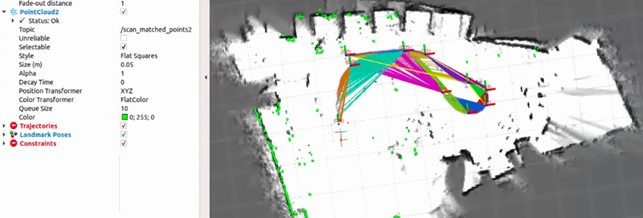 Fade-out distance 1
PointCloud2
Status: Ok
Topic /scan_matched_points2
Unreliable
Selectable
Style Flat Squares
Size (m) 0.05
Alpha 1
Decay Time 0
Position Transformer XYZ
Color Transformer FlatColor
Queue Size 10
Color 0; 255; 0
Trajectories
Landmark Poses
Constraints